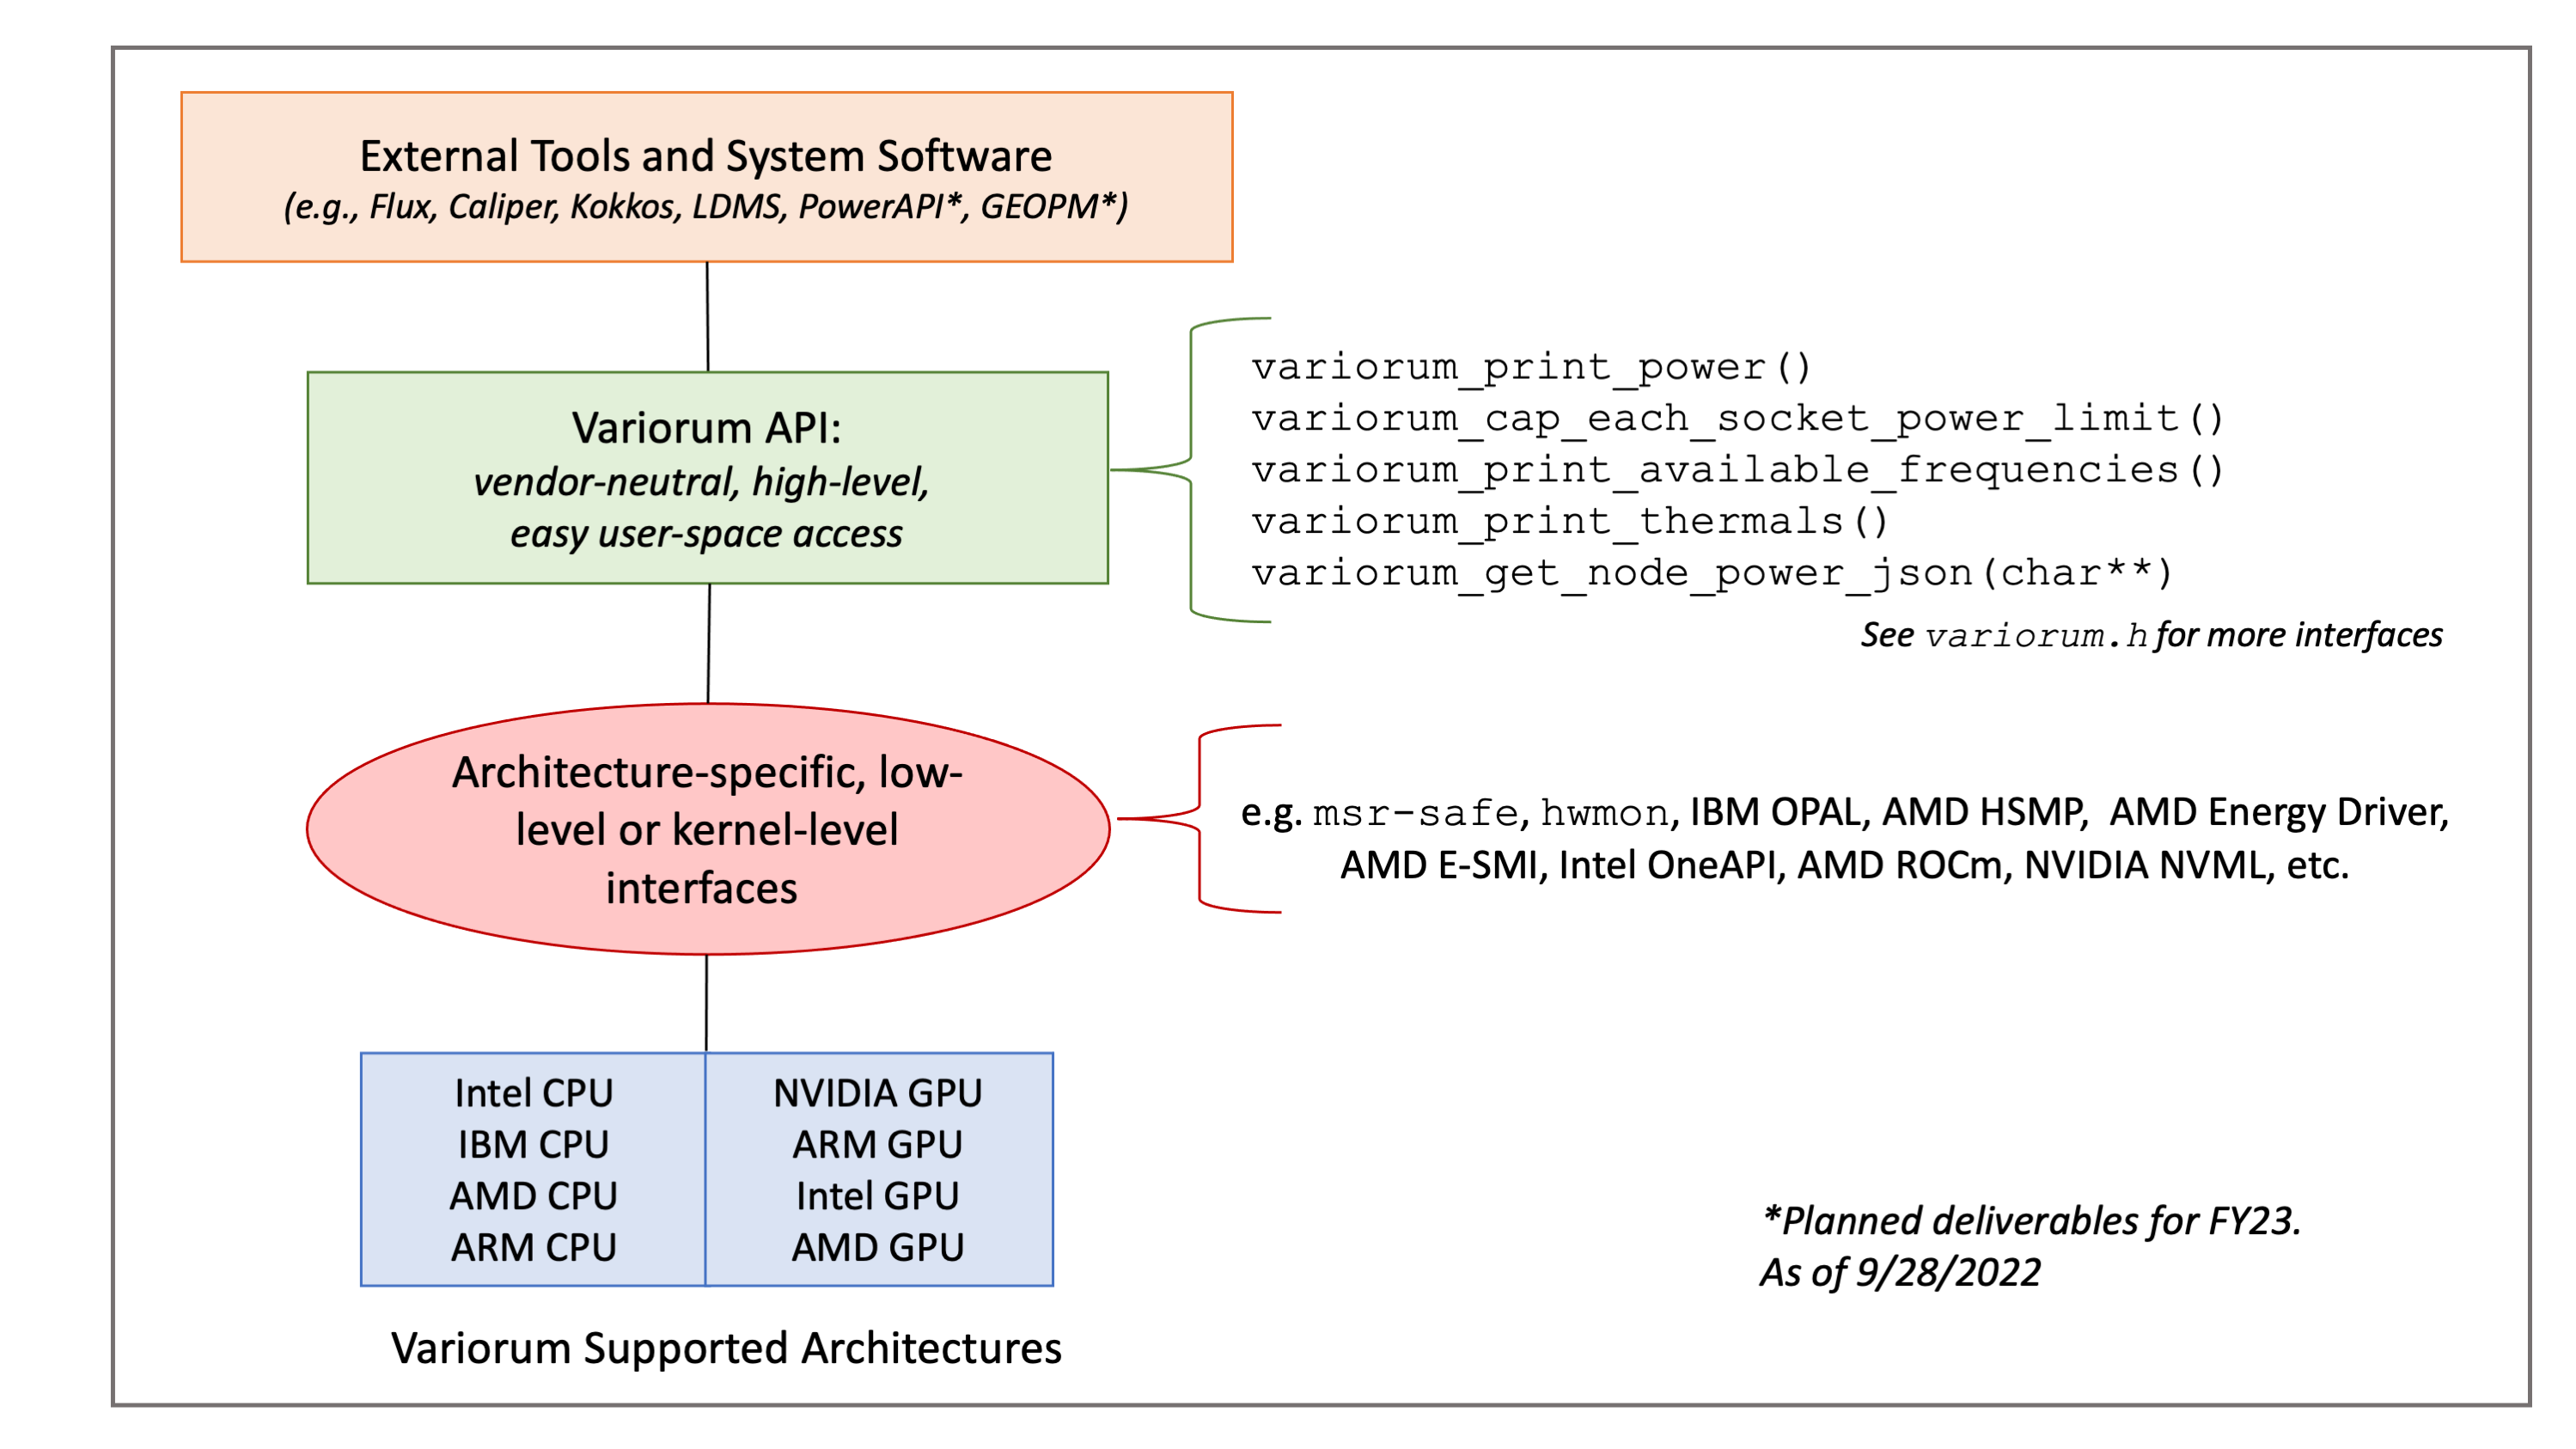 External Tools and System Software
(e.g., Flux, Caliper, Kokkos, LDMS, PowerAPI*, GEOPM*)
Variorum API:
vendor-neutral, high-level,
easy user-space access
variorum_print_power()
variorum_cap_each_socket_power_limit()
variorum_print_available_frequencies()
variorum_print_thermals()
variorum_get_node_power_json(char**)
See variorum.h for more interfaces
Architecture-specific, low-
level or kernel-level
interfaces
e.g. msr-safe, hwmon, IBM OPAL, AMD HSMP, AMD Energy Driver,
AMD E-SMI, Intel OneAPI, AMD ROCm, NVIDIA NVML, etc.
Intel CPU
IBM CPU
AMD CPU
ARM CPU
NVIDIA GPU
ARM GPU
Intel GPU
AMD GPU
Variorum Supported Architectures
*Planned deliverables for FY23.
As of 9/28/2022